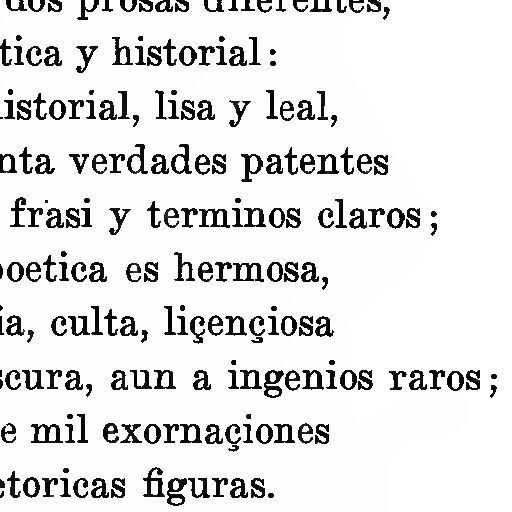 dos prosas diferentes,
tica y historial:
istorial, lisa y leal,
nta verdades patentes
frasi y terminos claros;
poetica es hermosa,
ia, culta, liçençiosa
scura, aun a ingenios raros;
e mil exornaçiones
etoricas figuras.